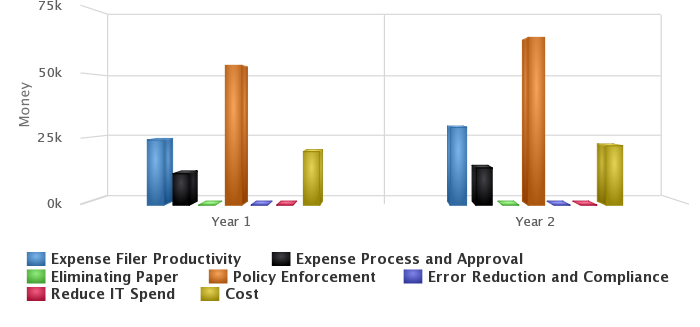 75k
50k
25k
0k
Money
Year 1
Year 2
Expense Filer Productivity
Expense Process and Approval
Eliminating Paper
Policy Enforcement
Error Reduction and Compliance
Reduce IT Spend
Cost